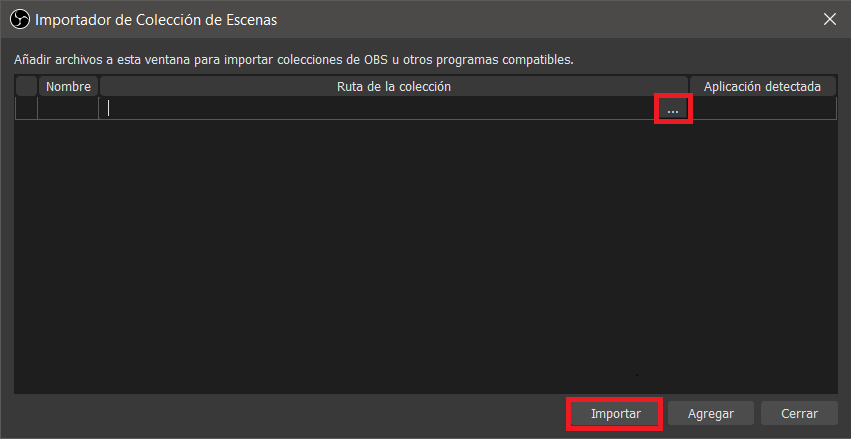 Importador de Colección de Escenas
Añadir archivos a esta ventana para importar colecciones de OBS u otros programas compatibles.
Nombre Ruta de la colección Aplicación detectada
...
Importar Agregar Cerrar